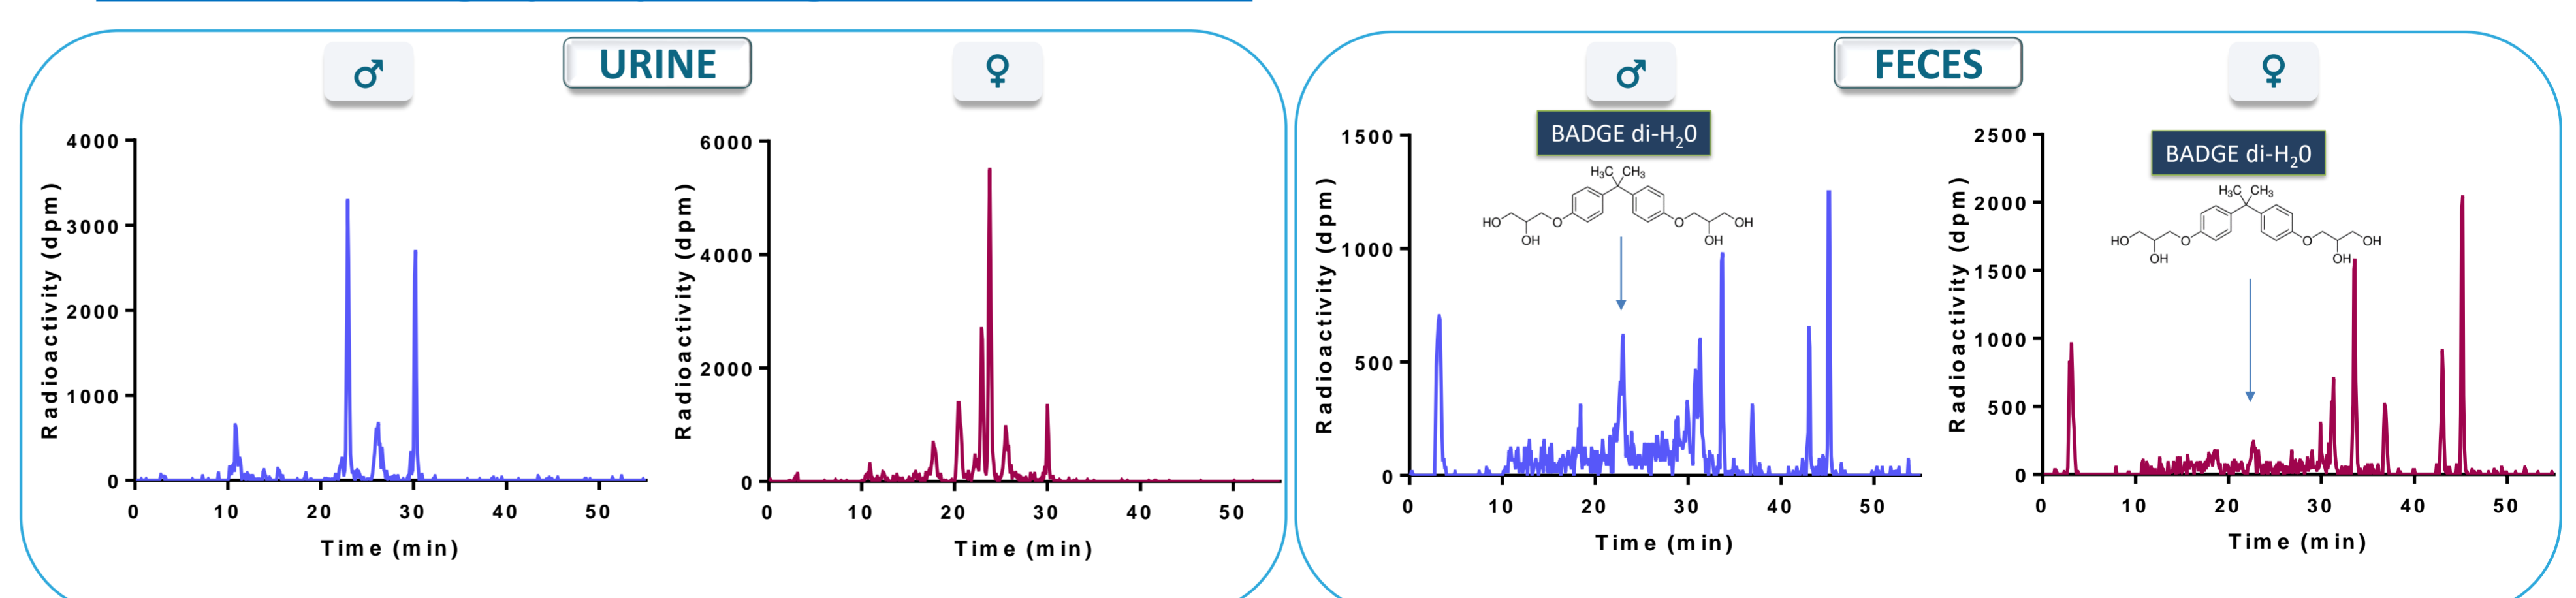 ♂
URINE
♀
Radioactivity (dpm)
4000
3000
2000
1000
0
0 10 20 30 40 50
Time (min)
Radioactivity (dpm)
6000
4000
2000
0
0 10 20 30 40 50
Time (min)
♂
FECES
♀
BADGE di-H₂0
H₃C CH₃
HO O O OH
OH OH
Radioactivity (dpm)
1500
1000
500
0
0 10 20 30 40 50
Time (min)
BADGE di-H₂0
H₃C CH₃
HO O O OH
OH OH
Radioactivity (dpm)
2500
2000
1500
1000
500
0
0 10 20 30 40 50
Time (min)